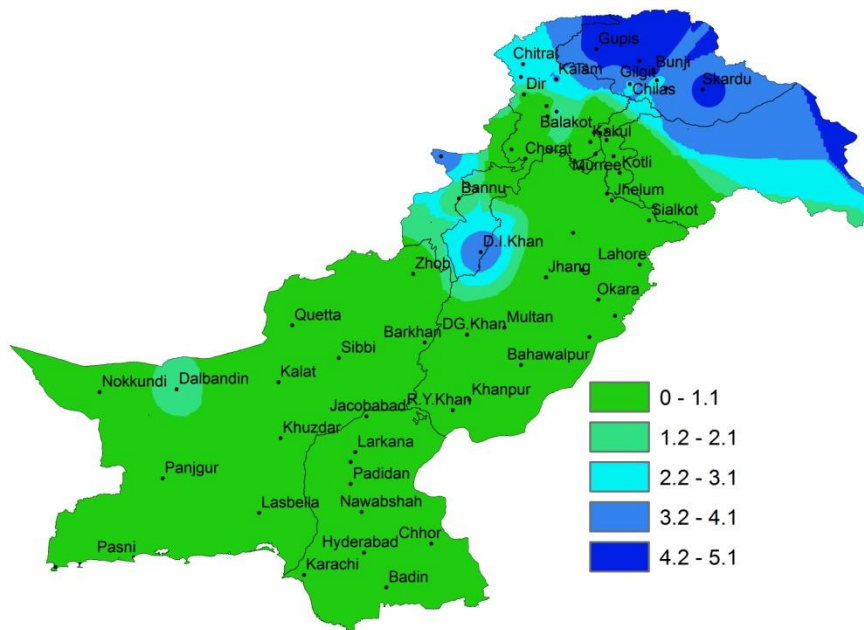 Gupis
Chitral
Kalam
Gilgit
Bunji
Skardu
Chilas
Dir
Balakot
Kakul
Cherat
Murree
Kotli
Bannu
Jhelum
Sialkot
D.I.Khan
Zhob
Lahore
Jhang
Okara
Quetta
Barkhan
DG.Khan
Multan
Sibbi
Bahawalpur
Nokkundi
Dalbandin
Kalat
Khanpur
R.Y.Khan
Jacobabad
Khuzdar
Larkana
Panjgur
Padidan
Lasbella
Nawabshah
Chhor
Hyderabad
Pasni
Karachi
Badin
0 - 1.1
1.2 - 2.1
2.2 - 3.1
3.2 - 4.1
4.2 - 5.1